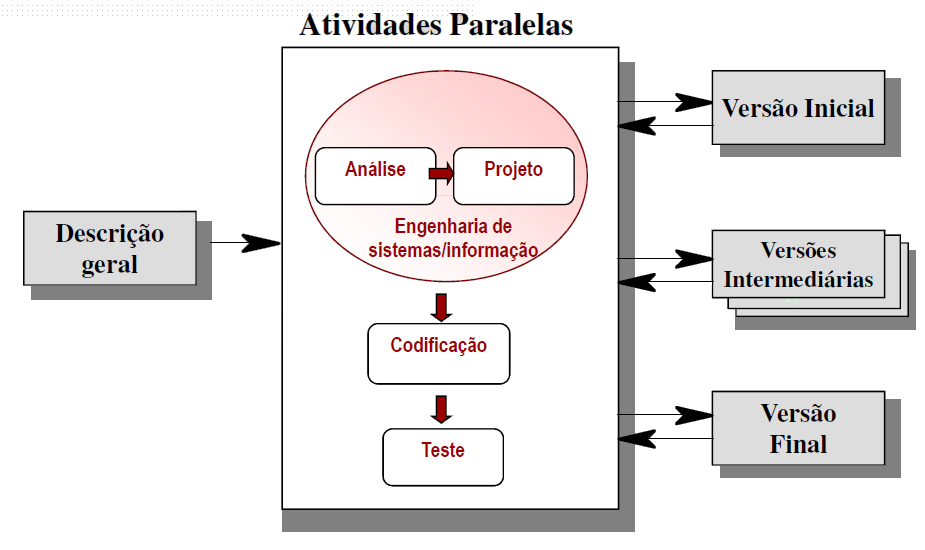 Atividades Paralelas
Descrição
geral
Análise
Projeto
Engenharia de
sistemas/informação
Codificação
Teste
Versão Inicial
Versões
Intermediárias
Versão
Final